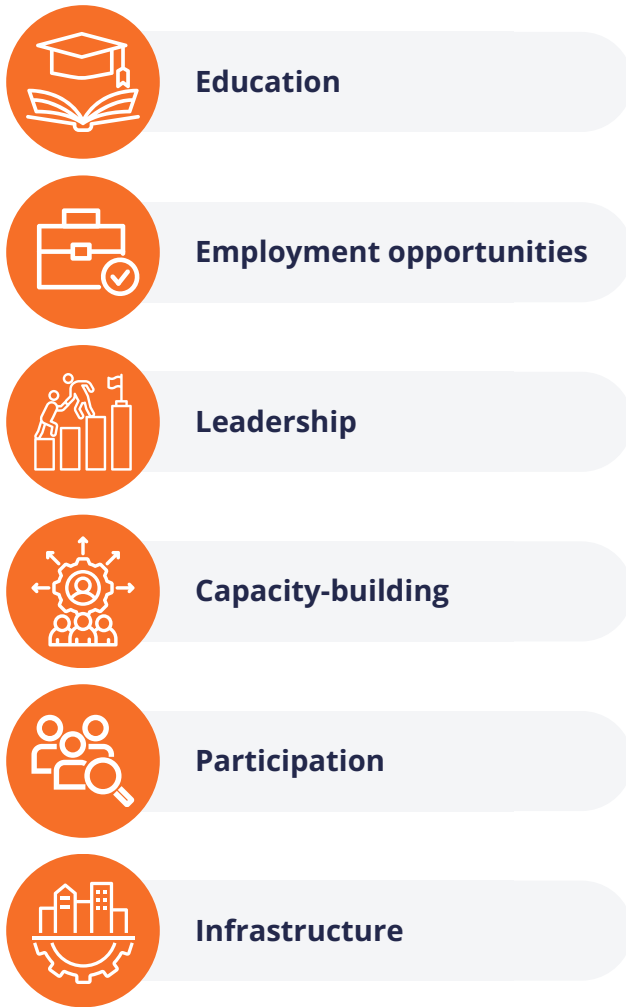 Education
Employment opportunities
Leadership
Capacity-building
Participation
Infrastructure